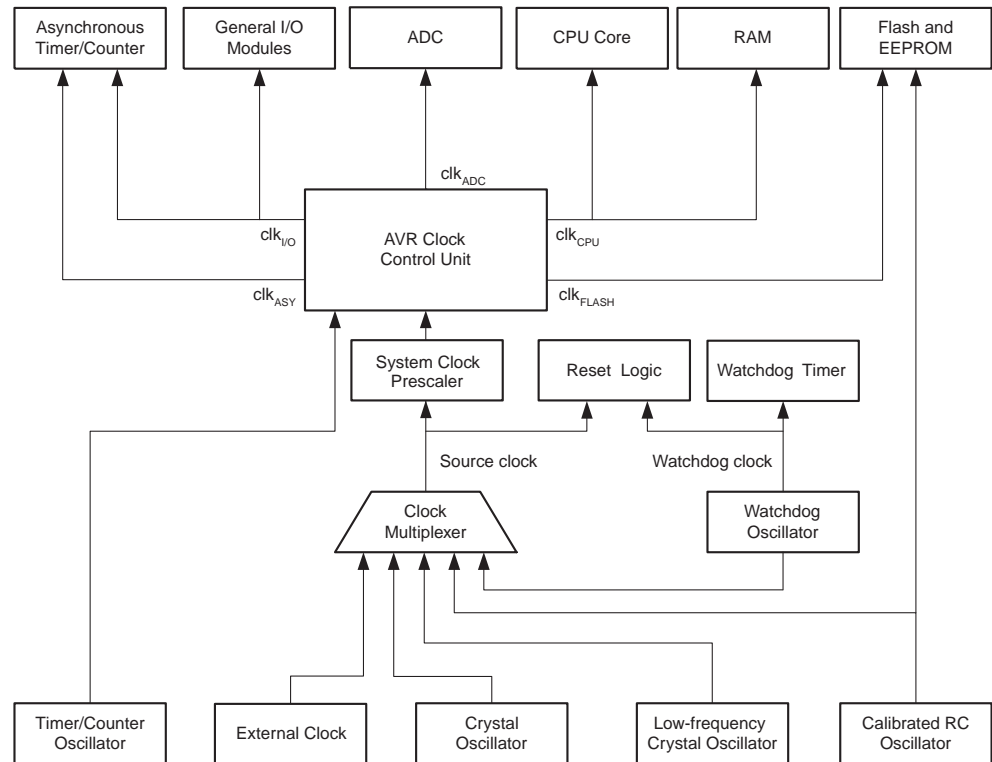 Asynchronous
Timer/Counter
General I/O
Modules
ADC
CPU Core
RAM
Flash and
EEPROM
clkADC
clkI/O
AVR Clock
Control Unit
clkCPU
clkASY
clkFLASH
System Clock
Prescaler
Reset Logic
Watchdog Timer
Source clock
Watchdog clock
Clock
Multiplexer
Watchdog
Oscillator
Timer/Counter
Oscillator
External Clock
Crystal
Oscillator
Low-frequency
Crystal Oscillator
Calibrated RC
Oscillator